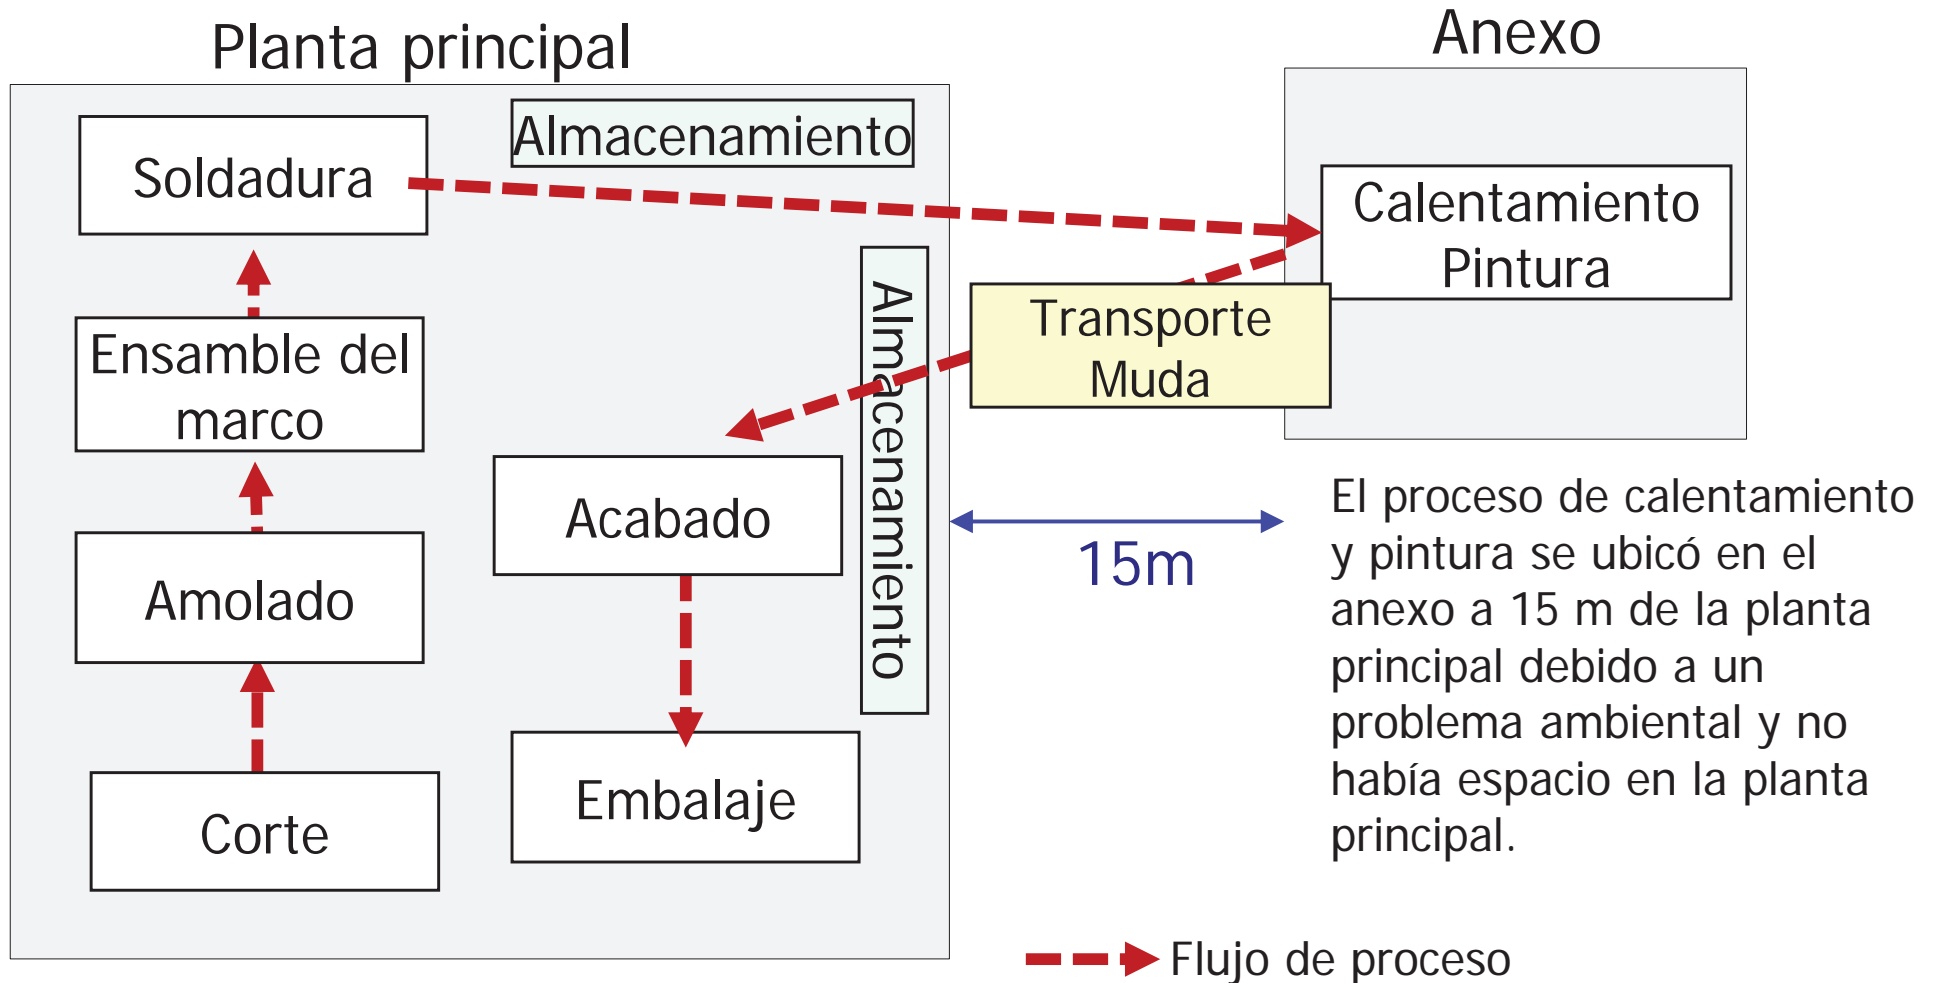 Planta principal
Anexo
Soldadura
Almacenamiento
Calentamiento
Pintura
Ensamble del
marco
Almacenamiento
Transporte
Muda
Acabado
15m
Amolado
Embalaje
Corte
El proceso de calentamiento
y pintura se ubicó en el
anexo a 15 m de la planta
principal debido a un
problema ambiental y no
había espacio en la planta
principal.
Flujo de proceso